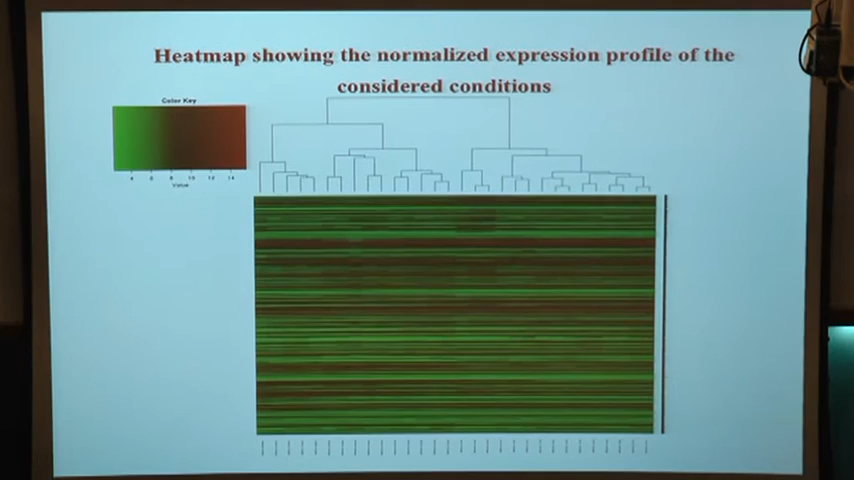 Heatmap showing the normalized expression profile of the
considered conditions
Color Key
4 6 8 10 12 14
Value